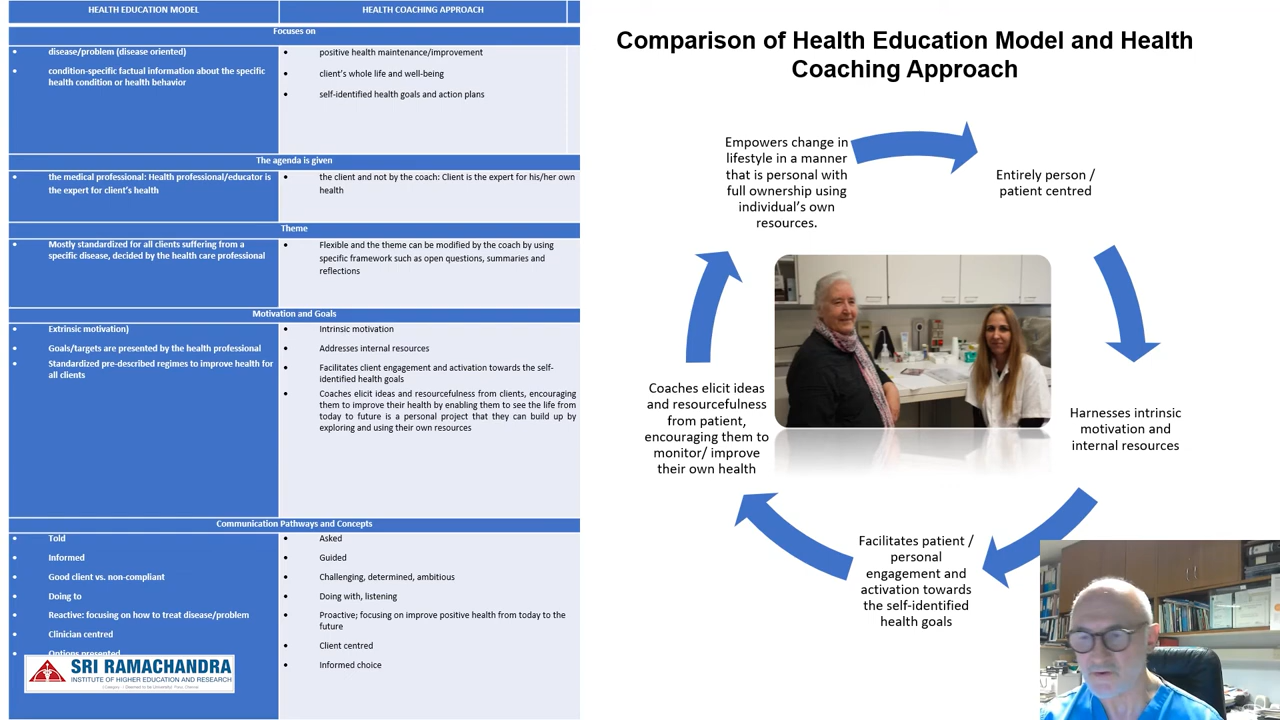 HEALTH EDUCATION MODEL
HEALTH COACHING APPROACH
Focuses on
• disease/problem (disease oriented)
• condition-specific factual information about the specific
health condition or health behavior
• positive health maintenance/improvement
• client's whole life and well-being
• self-identified health goals and action plans
The agenda is given
• the medical professional: Health professional/educator is
the expert for client's health
• the client and not by the coach: Client is the expert for his/her own
health
Theme
• Mostly standardized for all clients suffering from a
specific disease, decided by the health care professional
• Flexible and the theme can be modified by the coach by using
specific framework such as open questions, summaries and
reflections
Motivation and Goals
• Extrinsic motivation)
• Goals/targets are presented by the health professional
• Standardized pre-described regimes to improve health for
all clients
• Intrinsic motivation
• Addresses internal resources
• Facilitates client engagement and activation towards the self-
identified health goals
• Coaches elicit ideas and resourcefulness from clients, encouraging
them to improve their health by enabling them to see the life from
today to future is a personal project that they can build up by
exploring and using their own resources
Communication Pathways and Concepts
• Told
• Informed
• Good client vs. non-compliant
• Doing to
• Reactive: focusing on how to treat disease/problem
• Clinician centred
• Options presented
• Asked
• Guided
• Challenging, determined, ambitious
• Doing with, listening
• Proactive; focusing on improve positive health from today to the
future
• Client centred
• Informed choice
SRI RAMACHANDRA
INSTITUTE OF HIGHER EDUCATION AND RESEARCH
Comparison of Health Education Model and Health
Coaching Approach
Empowers change in
lifestyle in a manner
that is personal with
full ownership using
individual's own
resources.
Entirely person /
patient centred
Harnesses intrinsic
motivation and
internal resources
Facilitates patient /
personal
engagement and
activation towards
the self-identified
health goals
Coaches elicit ideas
and resourcefulness
from patient,
encouraging them to
monitor/ improve
their own health